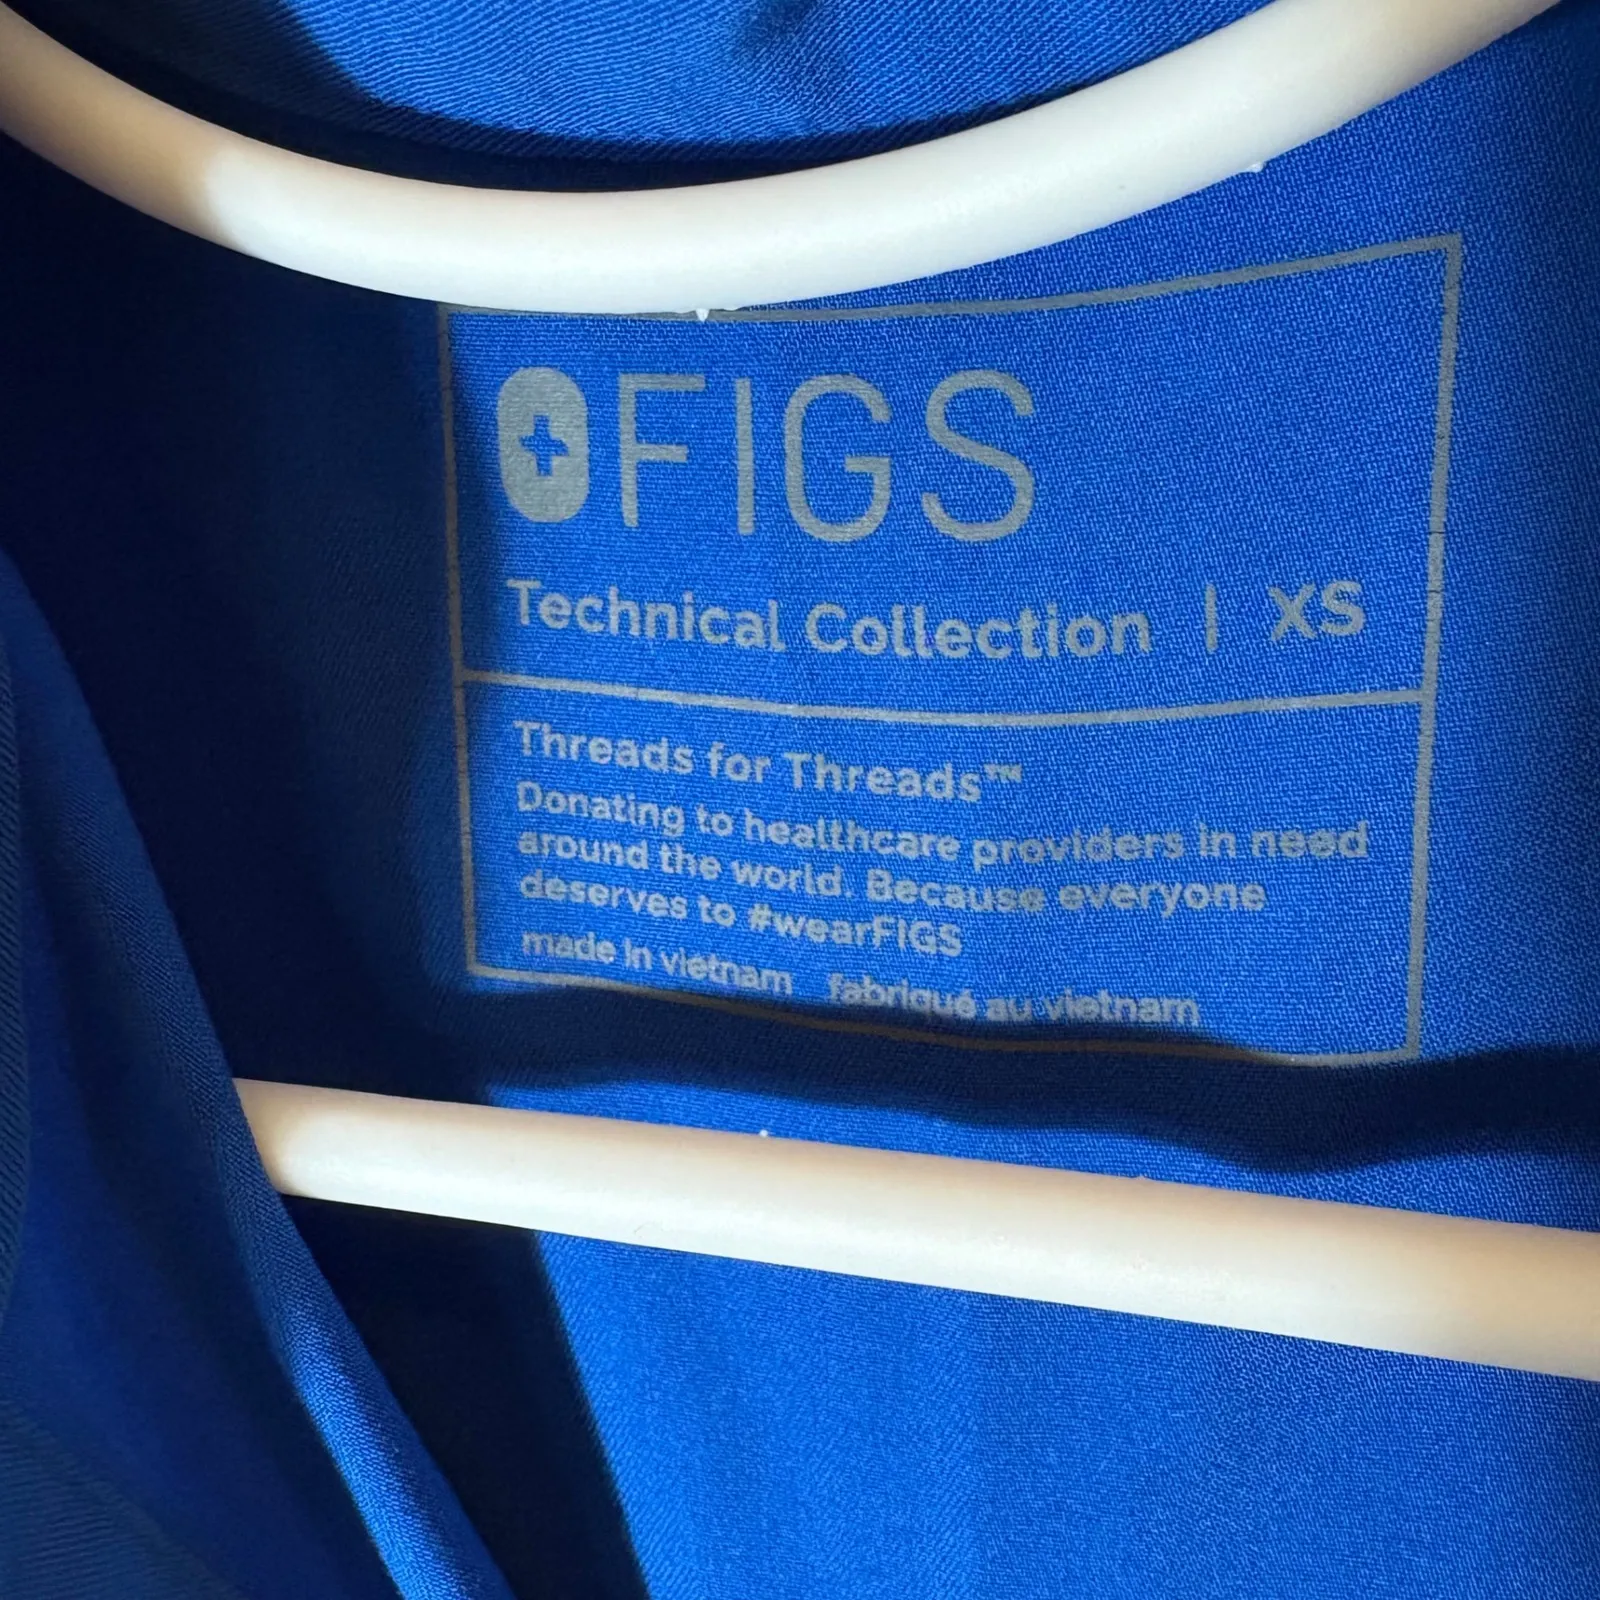 FIGS
Technical Collection | XS
Threads for Threads™
Donating to healthcare providers in need
around the world. Because everyone
deserves to #wearFIGS
made in vietnam fabriqué au vietnam